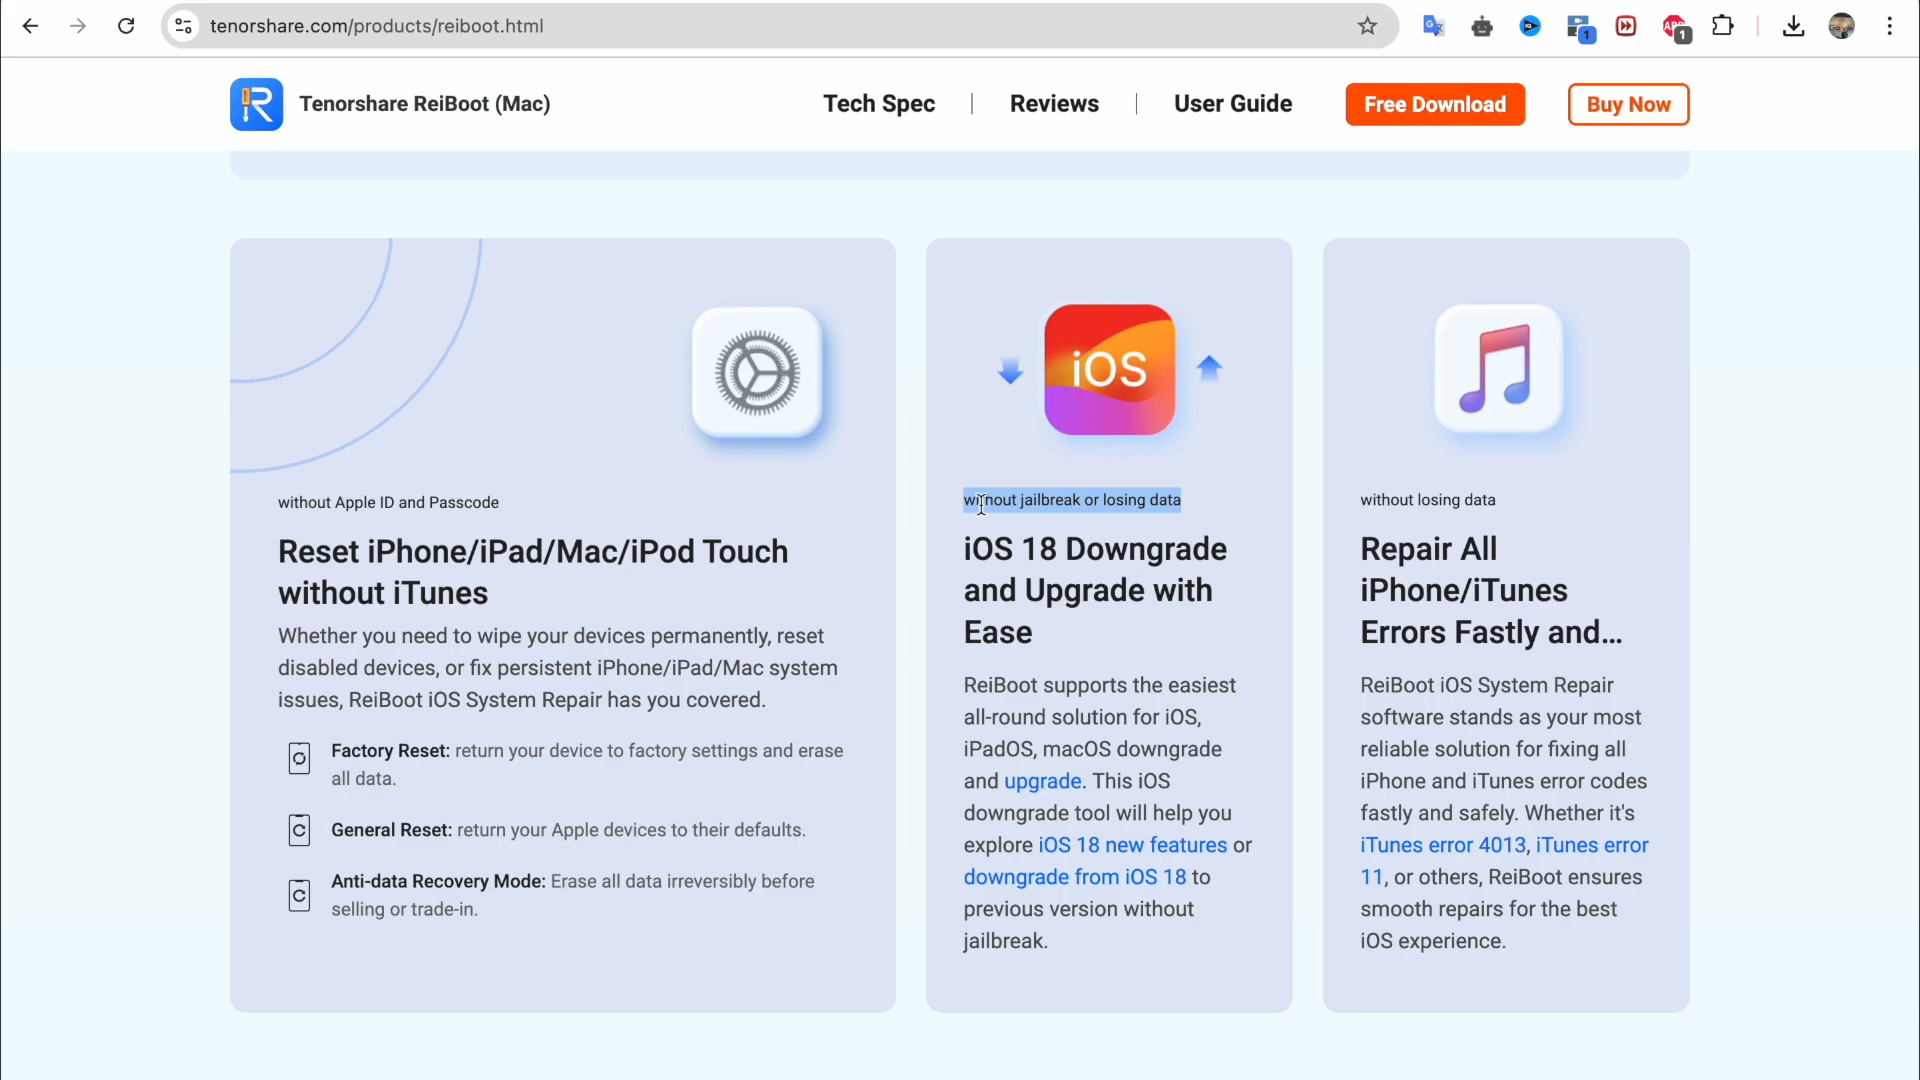 tenorshare.com/products/reiboot.html
1
1
Tenorshare ReiBoot (Mac)
Tech Spec
Reviews
User Guide
Free Download
Buy Now
iOS
without Apple ID and Passcode
Reset iPhone/iPad/Mac/iPod Touch
without iTunes
Whether you need to wipe your devices permanently, reset
disabled devices, or fix persistent iPhone/iPad/Mac system
issues, ReiBoot iOS System Repair has you covered.
Factory Reset: return your device to factory settings and erase
all data.
General Reset: return your Apple devices to their defaults.
Anti-data Recovery Mode: Erase all data irreversibly before
selling or trade-in.
without jailbreak or losing data
iOS 18 Downgrade
and Upgrade with
Ease
ReiBoot supports the easiest
all-round solution for iOS,
iPadOS, macOS downgrade
and upgrade. This iOS
downgrade tool will help you
explore iOS 18 new features or
downgrade from iOS 18 to
previous version without
jailbreak.
without losing data
Repair All
iPhone/iTunes
Errors Fastly and...
ReiBoot iOS System Repair
software stands as your most
reliable solution for fixing all
iPhone and iTunes error codes
fastly and safely. Whether it's
iTunes error 4013, iTunes error
11, or others, ReiBoot ensures
smooth repairs for the best
iOS experience.